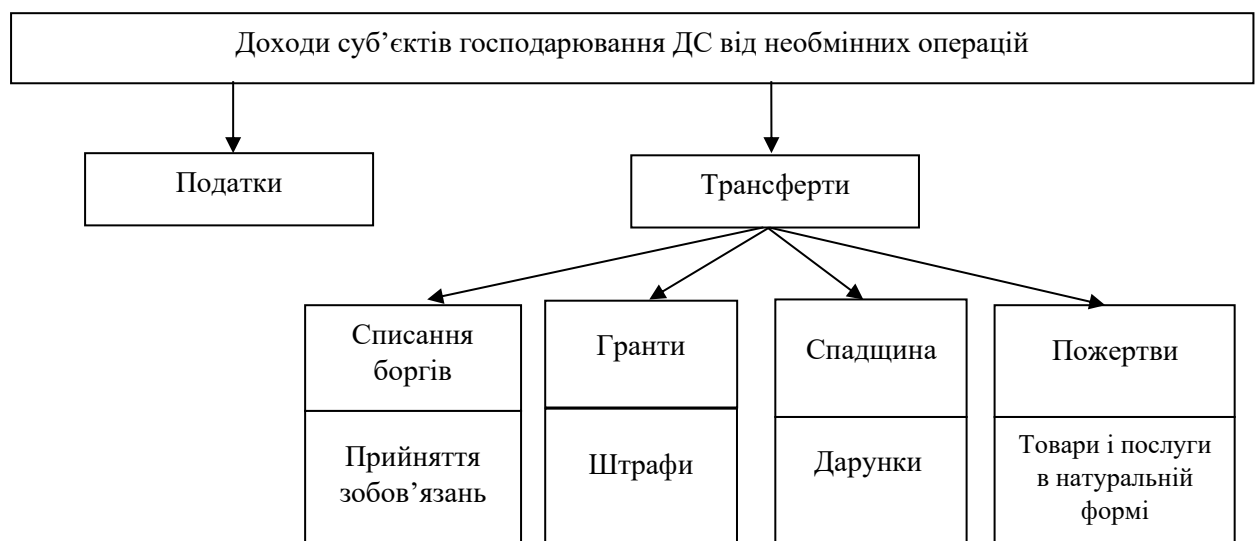 Доходи суб’єктів господарювання ДС від необмінних операцій
Податки
Трансферти
Списання
боргів
Гранти
Спадщина
Пожертви
Прийняття
зобов’язань
Штрафи
Дарунки
Товари і послуги
в натуральній
формі